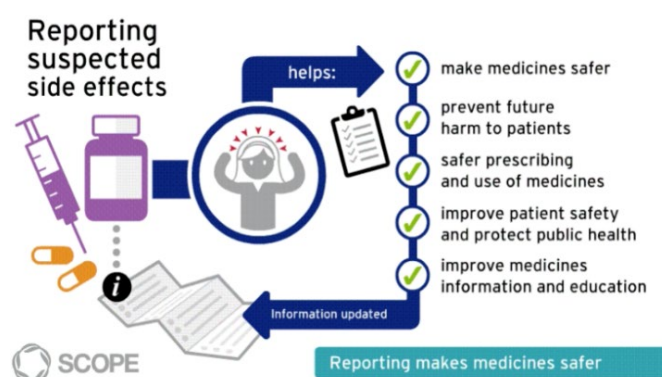 Reporting
suspected
side effects
helps:
make medicines safer
prevent future
harm to patients
safer prescribing
and use of medicines
improve patient safety
and protect public health
improve medicines
information and education
i
Information updated
SCOPE
Reporting makes medicines safer